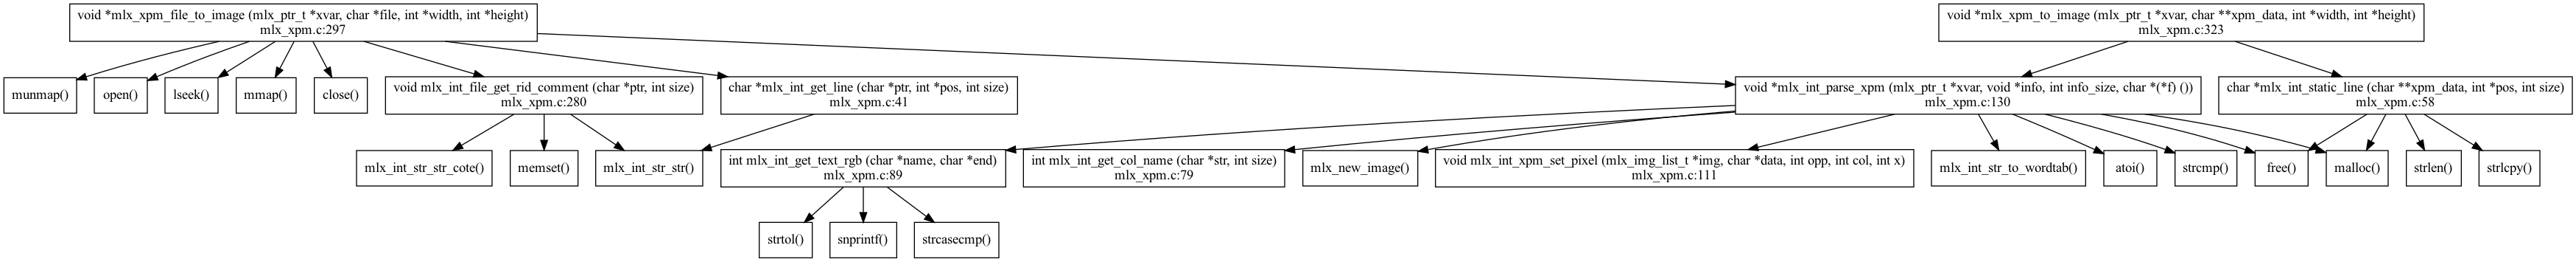 void *mlx_xpm_file_to_image (mlx_ptr_t *xvar, char *file, int *width, int *height)
mlx_xpm.c:297
void *mlx_xpm_to_image (mlx_ptr_t *xvar, char **xpm_data, int *width, int *height)
mlx_xpm.c:323
munmap()
open()
lseek()
mmap()
close()
void mlx_int_file_get_rid_comment (char *ptr, int size)
mlx_xpm.c:280
char *mlx_int_get_line (char *ptr, int *pos, int size)
mlx_xpm.c:41
void *mlx_int_parse_xpm (mlx_ptr_t *xvar, void *info, int info_size, char *(*f) ())
mlx_xpm.c:130
char *mlx_int_static_line (char **xpm_data, int *pos, int size)
mlx_xpm.c:58
mlx_int_str_str_cote()
memset()
mlx_int_str_str()
int mlx_int_get_text_rgb (char *name, char *end)
mlx_xpm.c:89
int mlx_int_get_col_name (char *str, int size)
mlx_xpm.c:79
mlx_new_image()
void mlx_int_xpm_set_pixel (mlx_img_list_t *img, char *data, int opp, int col, int x)
mlx_xpm.c:111
mlx_int_str_to_wordtab()
atoi()
strcmp()
free()
malloc()
strlen()
strlcpy()
strtol()
snprintf()
strcasecmp()